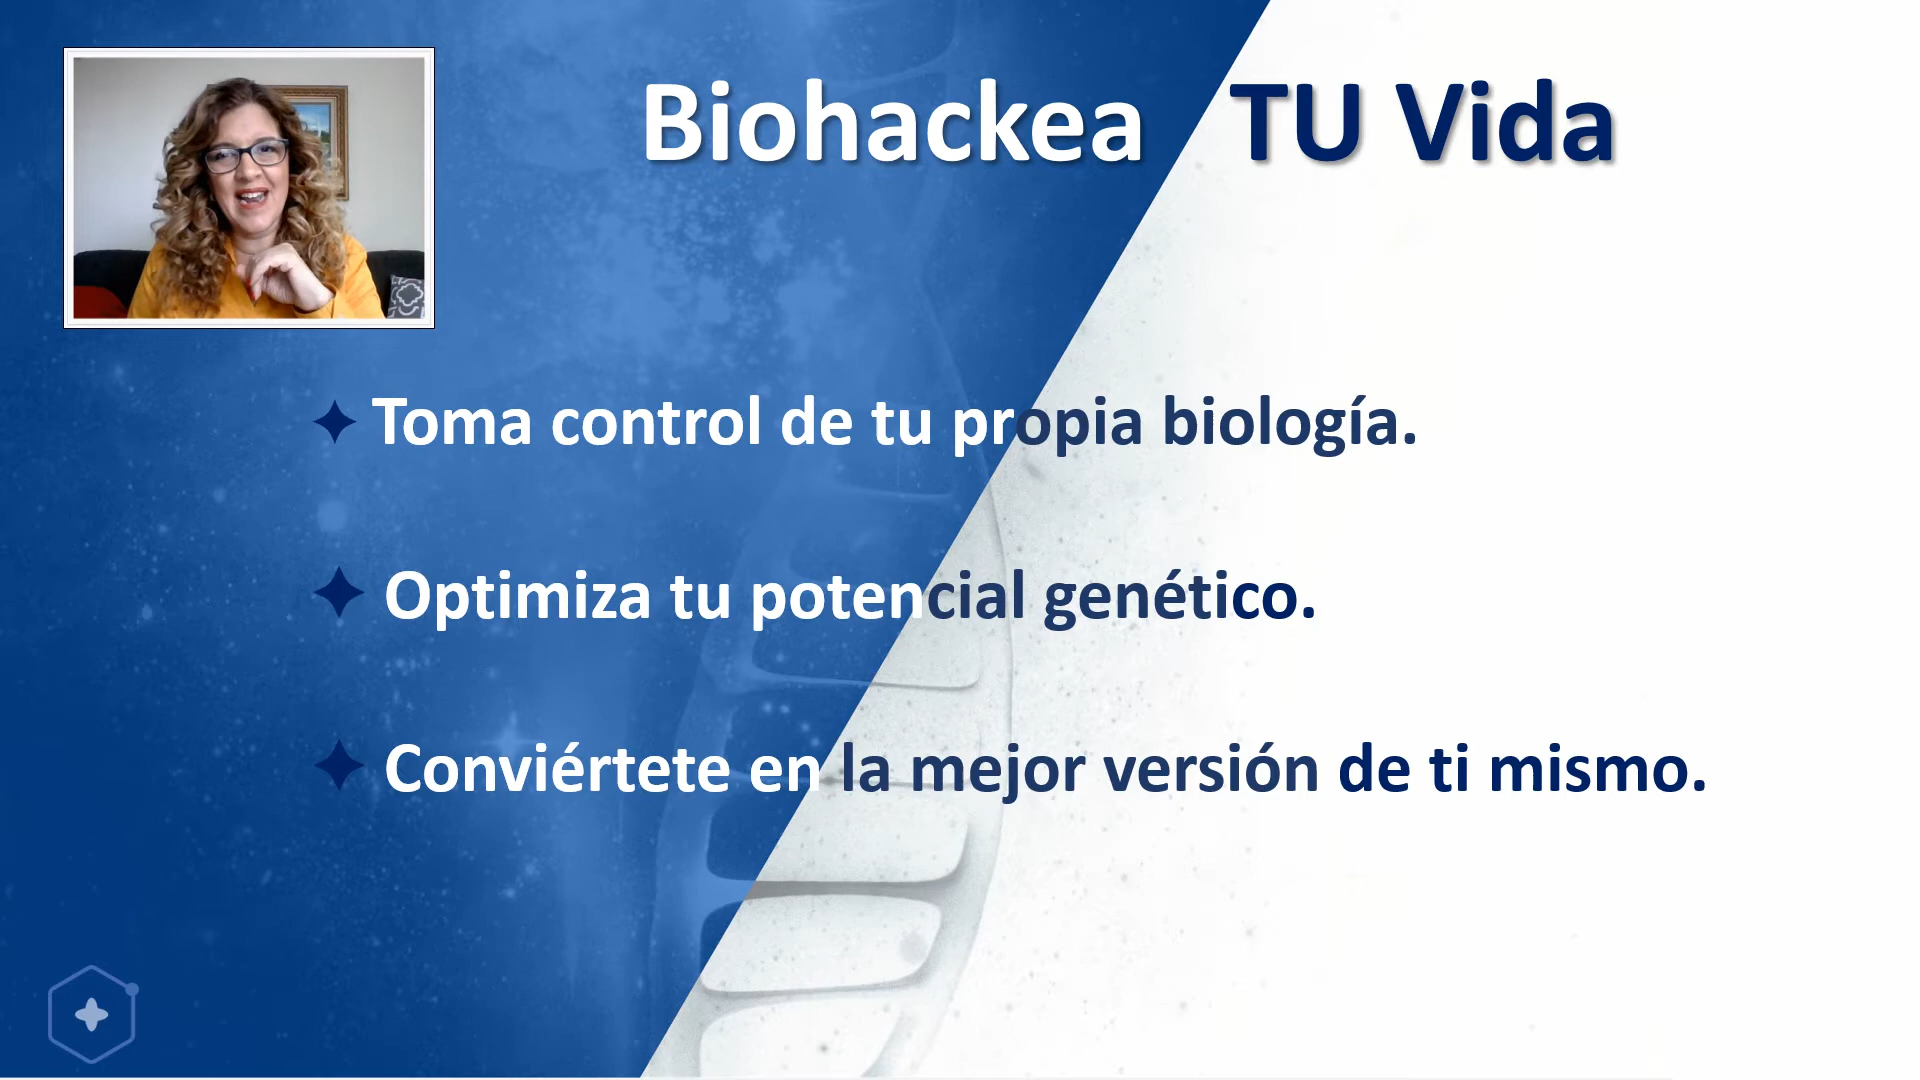 Biohackea TU Vida
Toma control de tu propia biología.
Optimiza tu potencial genético.
Conviértete en la mejor versión de ti mismo.